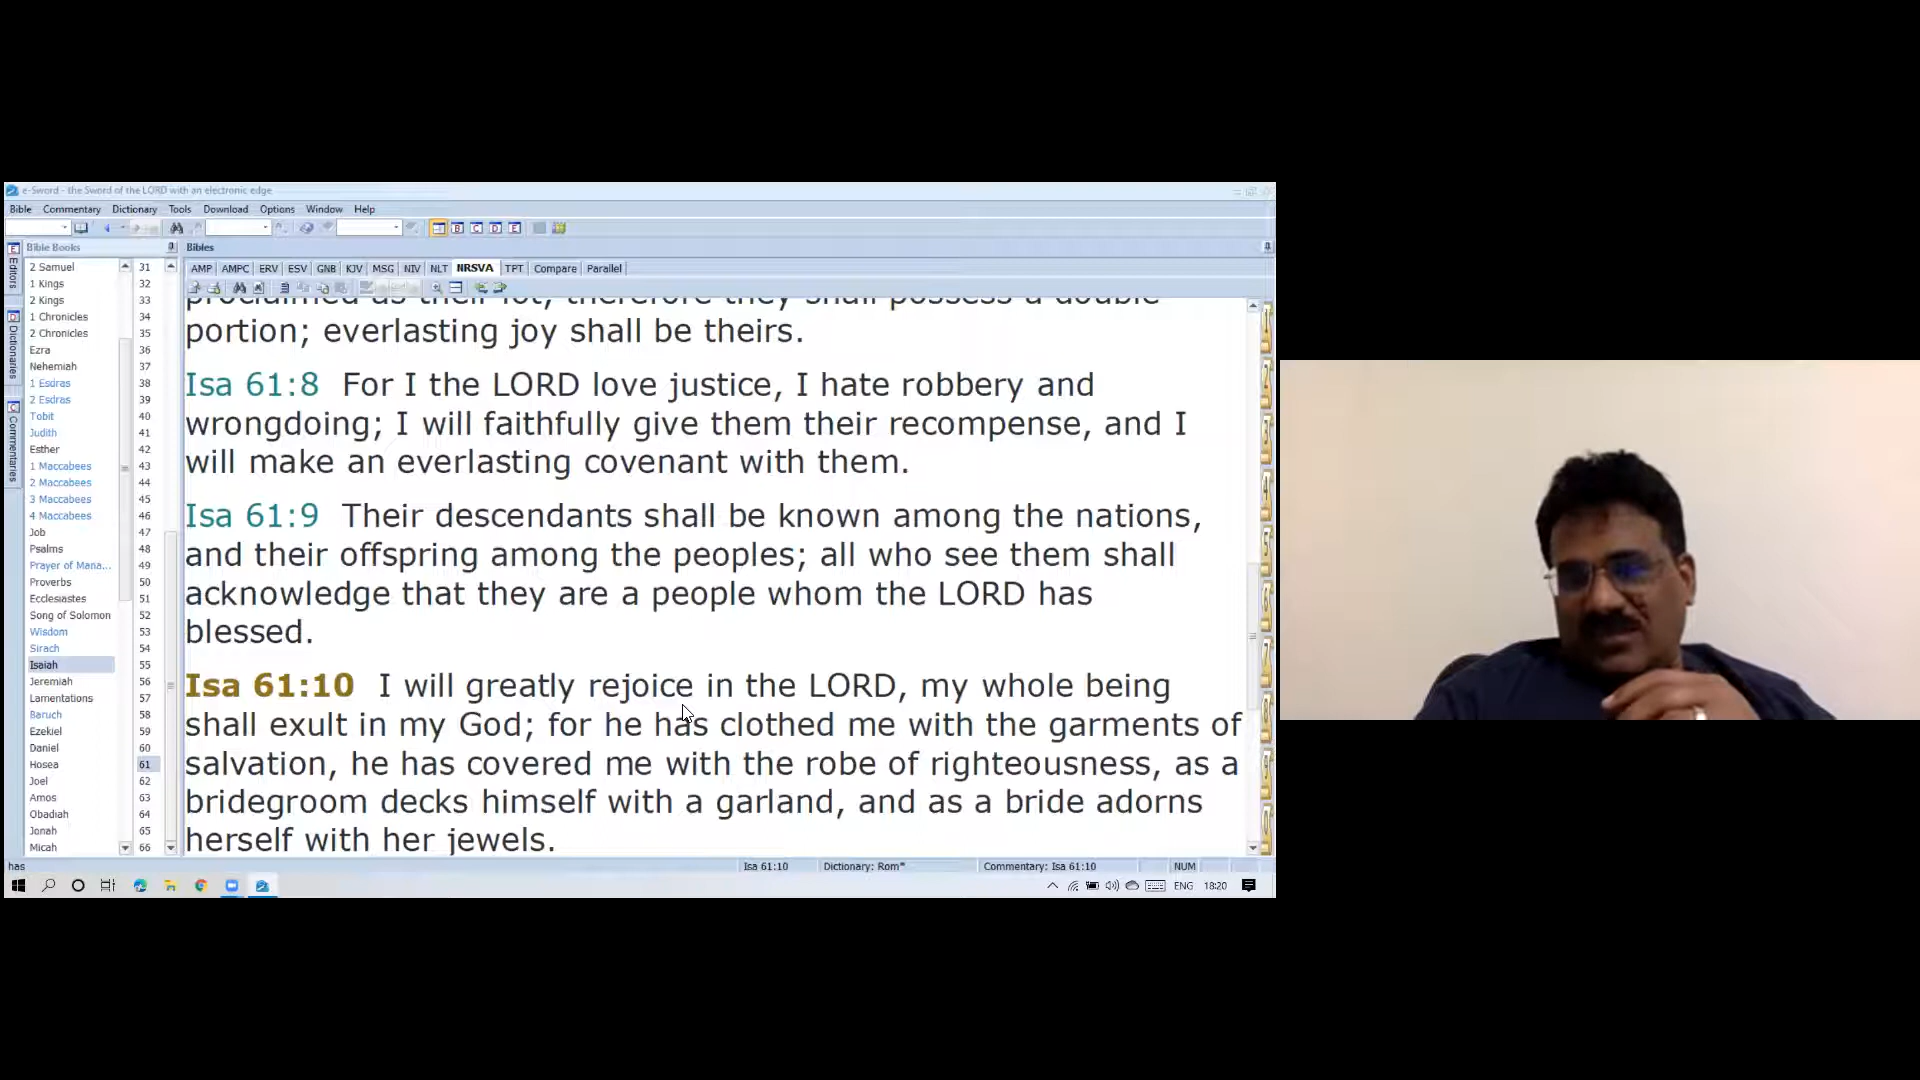 e-Sword - the Sword of the LORD with an electronic edge
Bible Commentary Dictionary Tools Download Options Window Help
B C D E
Bible Books
Bibles
AMP AMPC ERV ESV GNB KJV MSG NIV NLT NRSVA TPT Compare Parallel
Editors
Dictionaries
Commentaries
2 Samuel 31
1 Kings 32
2 Kings 33
1 Chronicles 34
2 Chronicles 35
Ezra 36
Nehemiah 37
1 Esdras 38
2 Esdras 39
Tobit 40
Judith 41
Esther 42
1 Maccabees 43
2 Maccabees 44
3 Maccabees 45
4 Maccabees 46
Job 47
Psalms 48
Prayer of Mana... 49
Proverbs 50
Ecclesiastes 51
Song of Solomon 52
Wisdom 53
Sirach 54
Isaiah 55
Jeremiah 56
Lamentations 57
Baruch 58
Ezekiel 59
Daniel 60
Hosea 61
Joel 62
Amos 63
Obadiah 64
Jonah 65
Micah 66
proclaimed as their lot, therefore they shall possess a double
portion; everlasting joy shall be theirs.
Isa 61:8 For I the LORD love justice, I hate robbery and
wrongdoing; I will faithfully give them their recompense, and I
will make an everlasting covenant with them.
Isa 61:9 Their descendants shall be known among the nations,
and their offspring among the peoples; all who see them shall
acknowledge that they are a people whom the LORD has
blessed.
Isa 61:10 I will greatly rejoice in the LORD, my whole being
shall exult in my God; for he has clothed me with the garments of
salvation, he has covered me with the robe of righteousness, as a
bridegroom decks himself with a garland, and as a bride adorns
herself with her jewels.
has Isa 61:10 Dictionary: Rom* Commentary: Isa 61:10 NUM
ENG 18:20